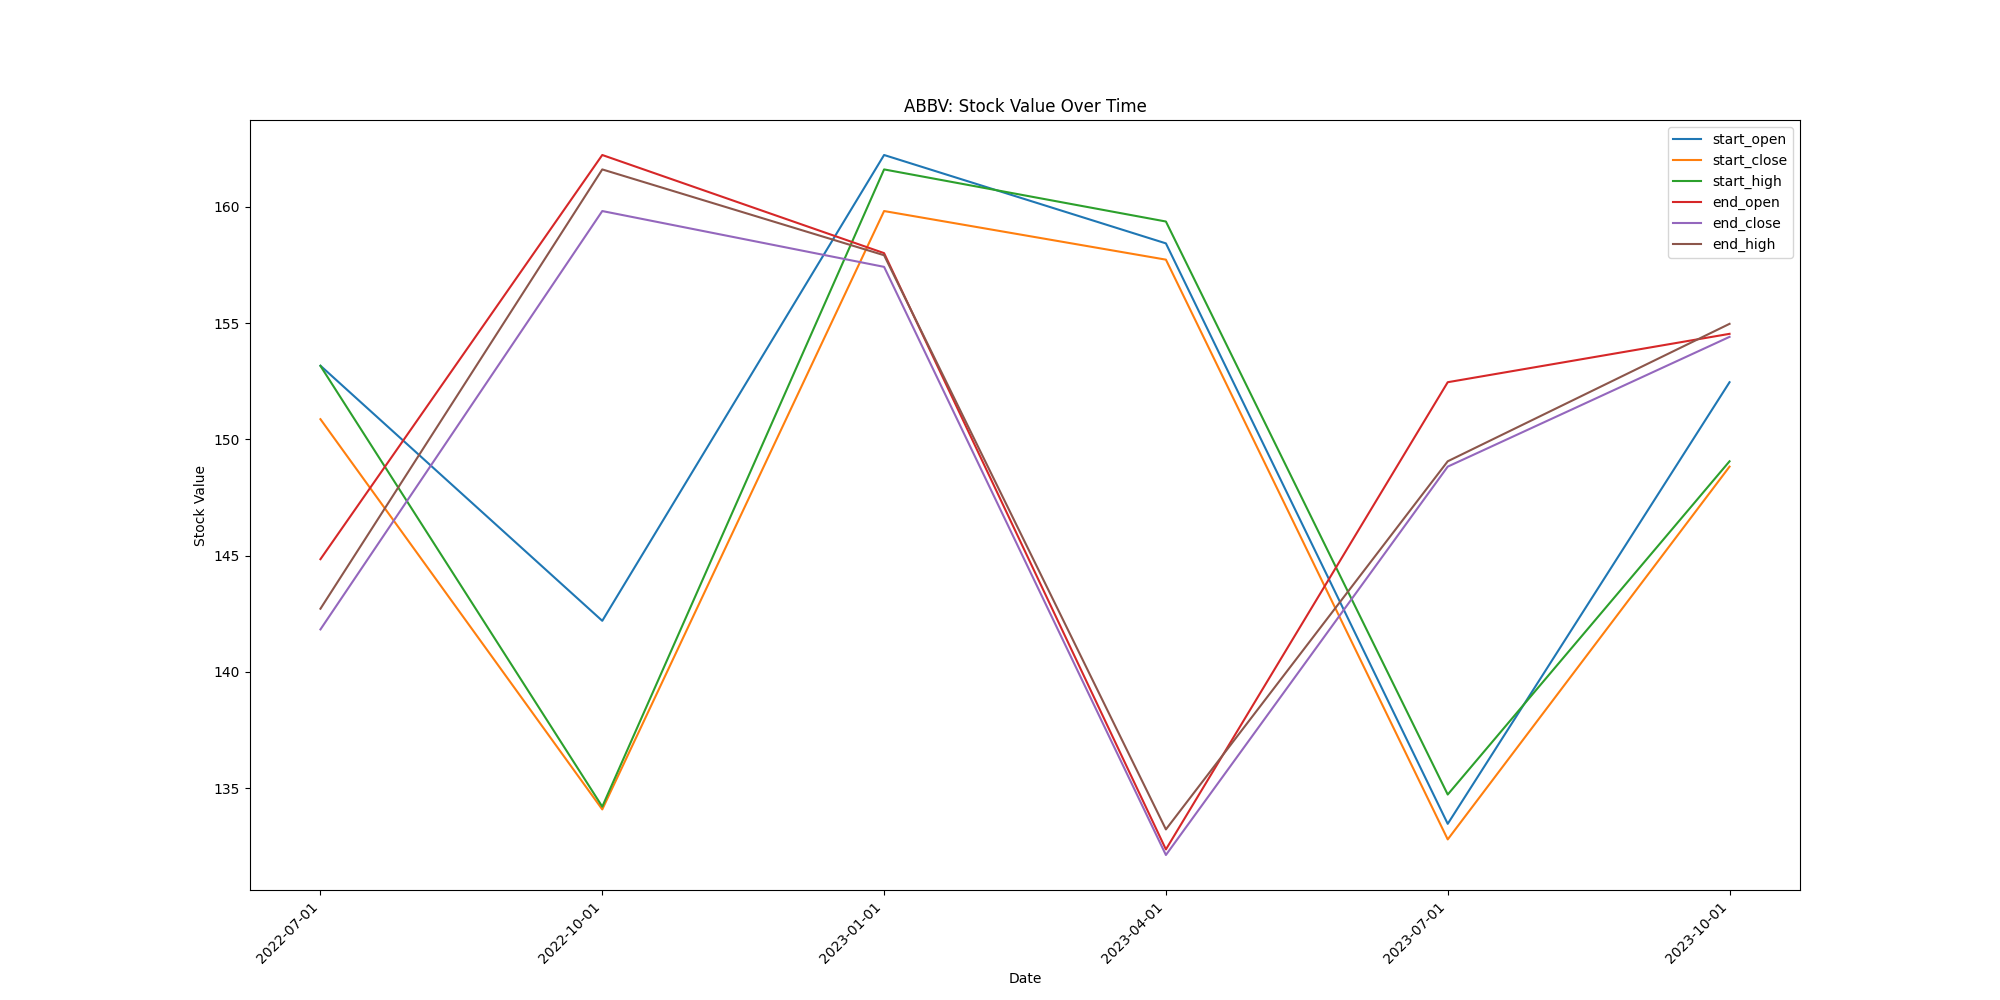 ABBV: Stock Value Over Time
start_open
start_close
start_high
end_open
end_close
end_high
Stock Value
160
155
150
145
140
135
2022-07-01
2022-10-01
2023-01-01
2023-04-01
2023-07-01
2023-10-01
Date